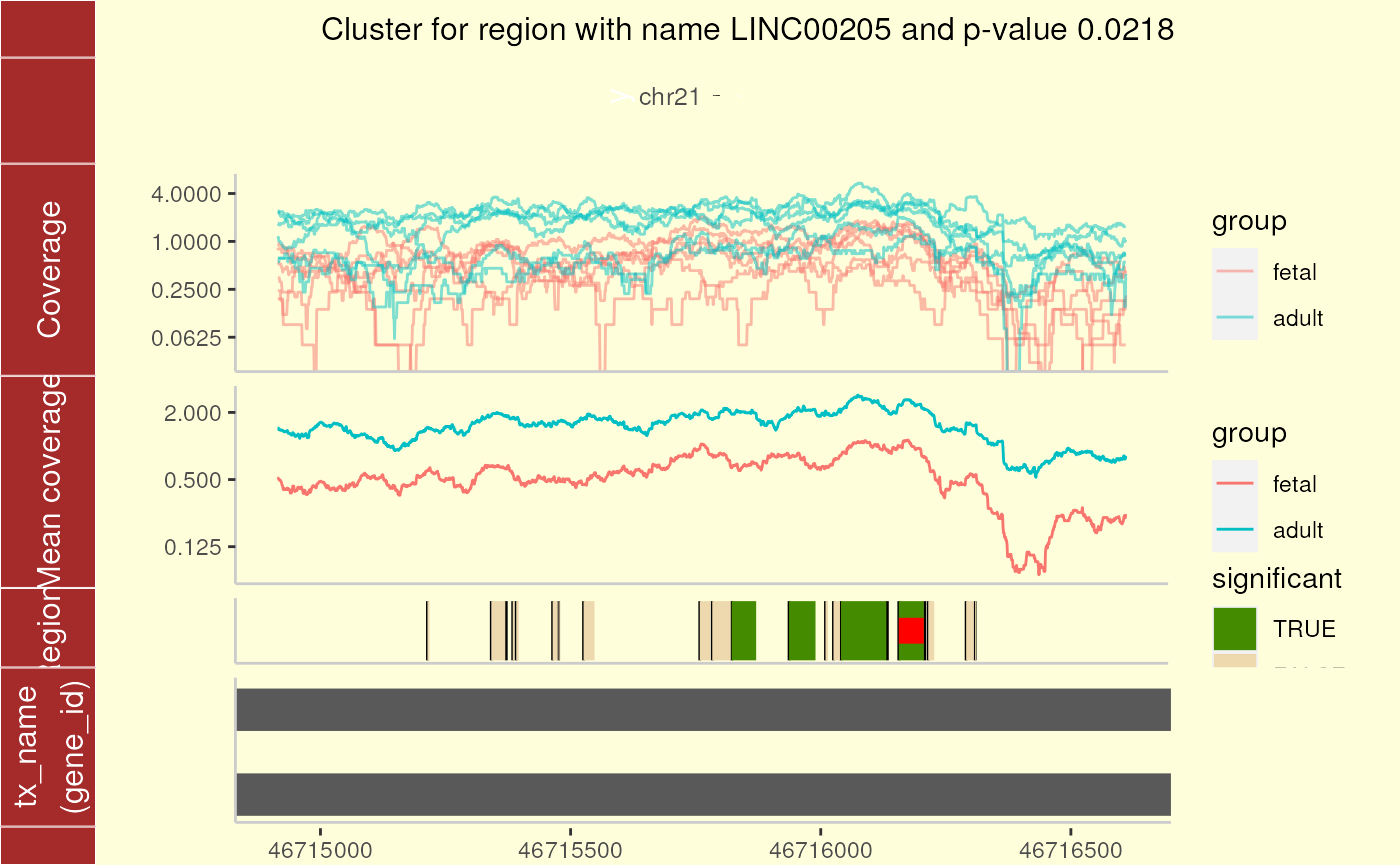 Cluster for region with name LINC00205 and p-value 0.0218
chr21
Coverage
4.0000
1.0000
0.2500
0.0625
group
fetal
adult
Mean coverage
2.000
0.500
0.125
group
fetal
adult
significant
TRUE
tx_name
(gene_id)
46715000
46715500
46716000
46716500